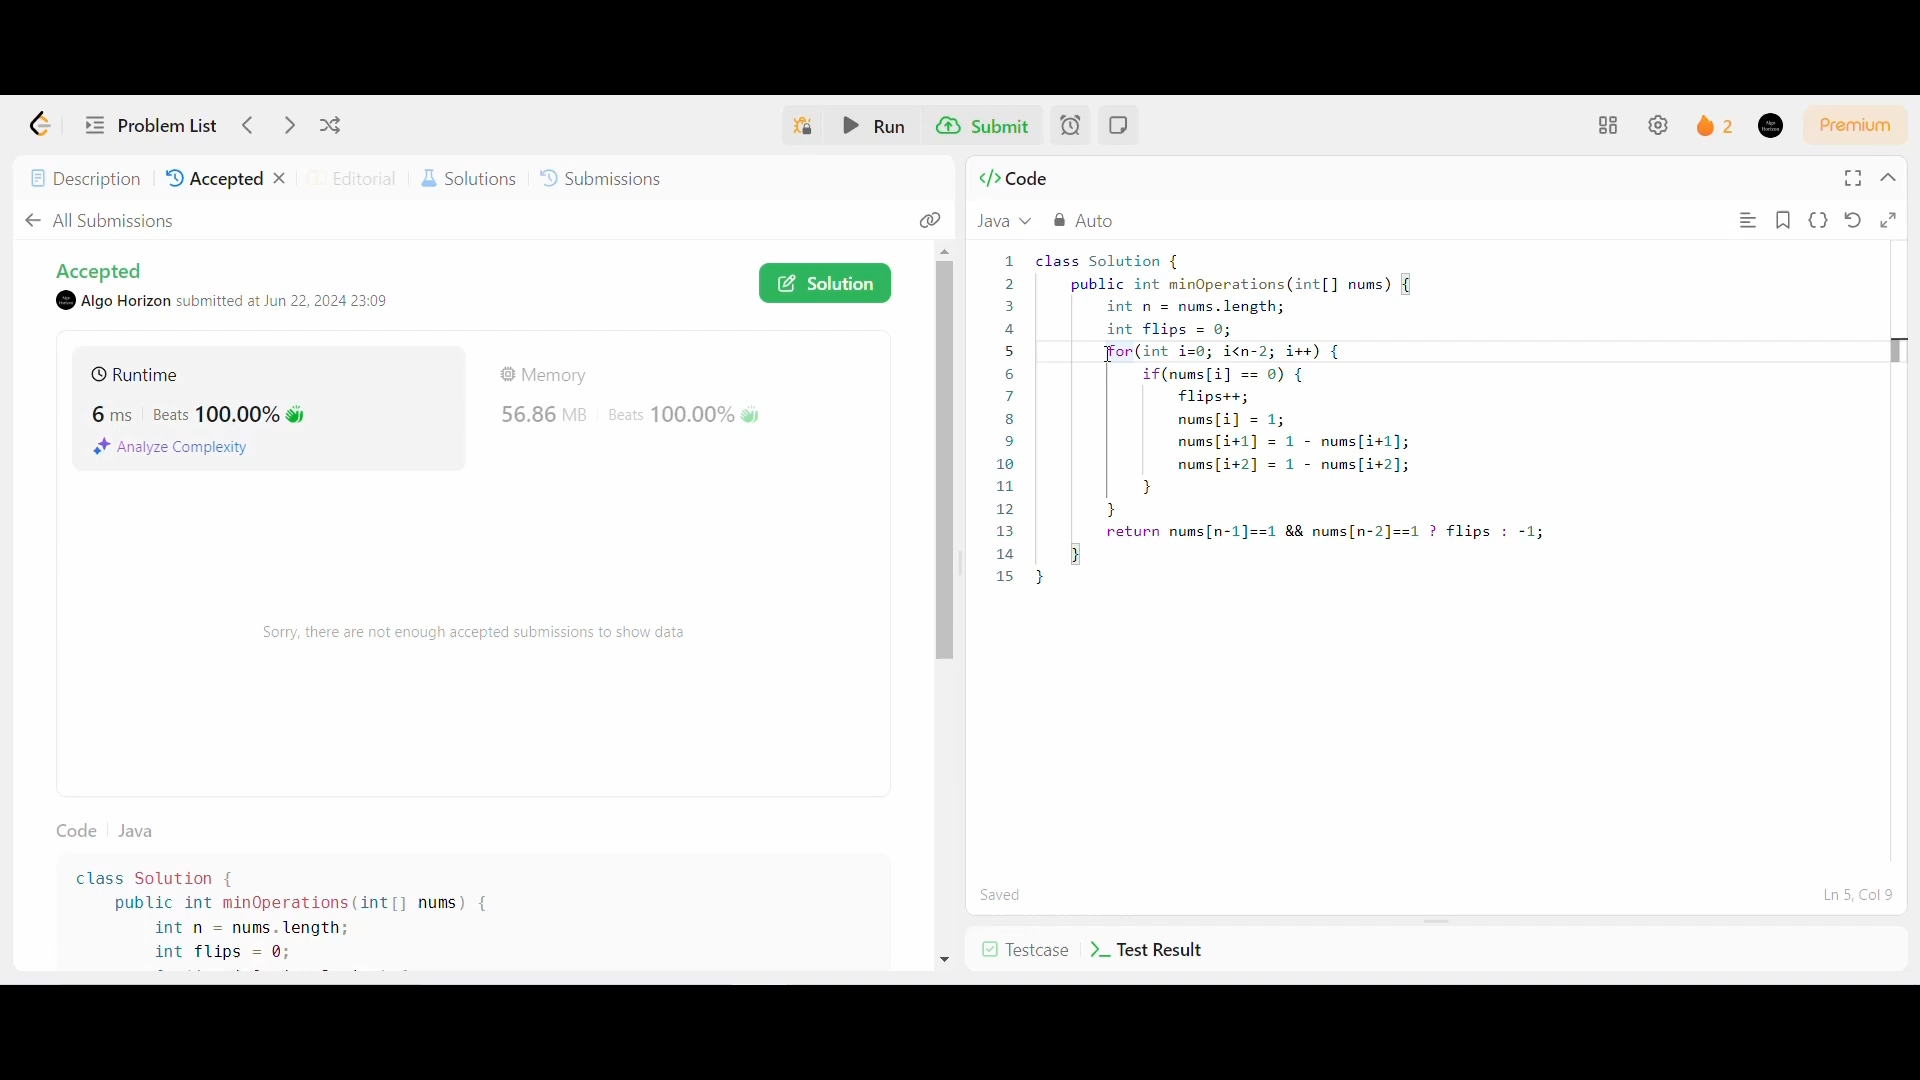 Problem List
Run
Submit
2
Premium
Description
Accepted
Editorial
Solutions
Submissions
All Submissions
Accepted
Algo Horizon submitted at Jun 22, 2024 23:09
Solution
Runtime
6 ms
Beats 100.00%
Analyze Complexity
Memory
56.86 MB
Beats 100.00%
Sorry, there are not enough accepted submissions to show data
Code
Java
class Solution {
public int minOperations(int[] nums) {
int n = nums.length;
int flips = 0;
</> Code
Java
Auto
1 class Solution {
2 public int minOperations(int[] nums) {
3 int n = nums.length;
4 int flips = 0;
5 for(int i=0; i<n-2; i++) {
6 if(nums[i] == 0) {
7 flips++;
8 nums[i] = 1;
9 nums[i+1] = 1 - nums[i+1];
10 nums[i+2] = 1 - nums[i+2];
11 }
12 }
13 return nums[n-1]==1 && nums[n-2]==1 ? flips : -1;
14 }
15 }
Saved
Ln 5, Col 9
Testcase
Test Result